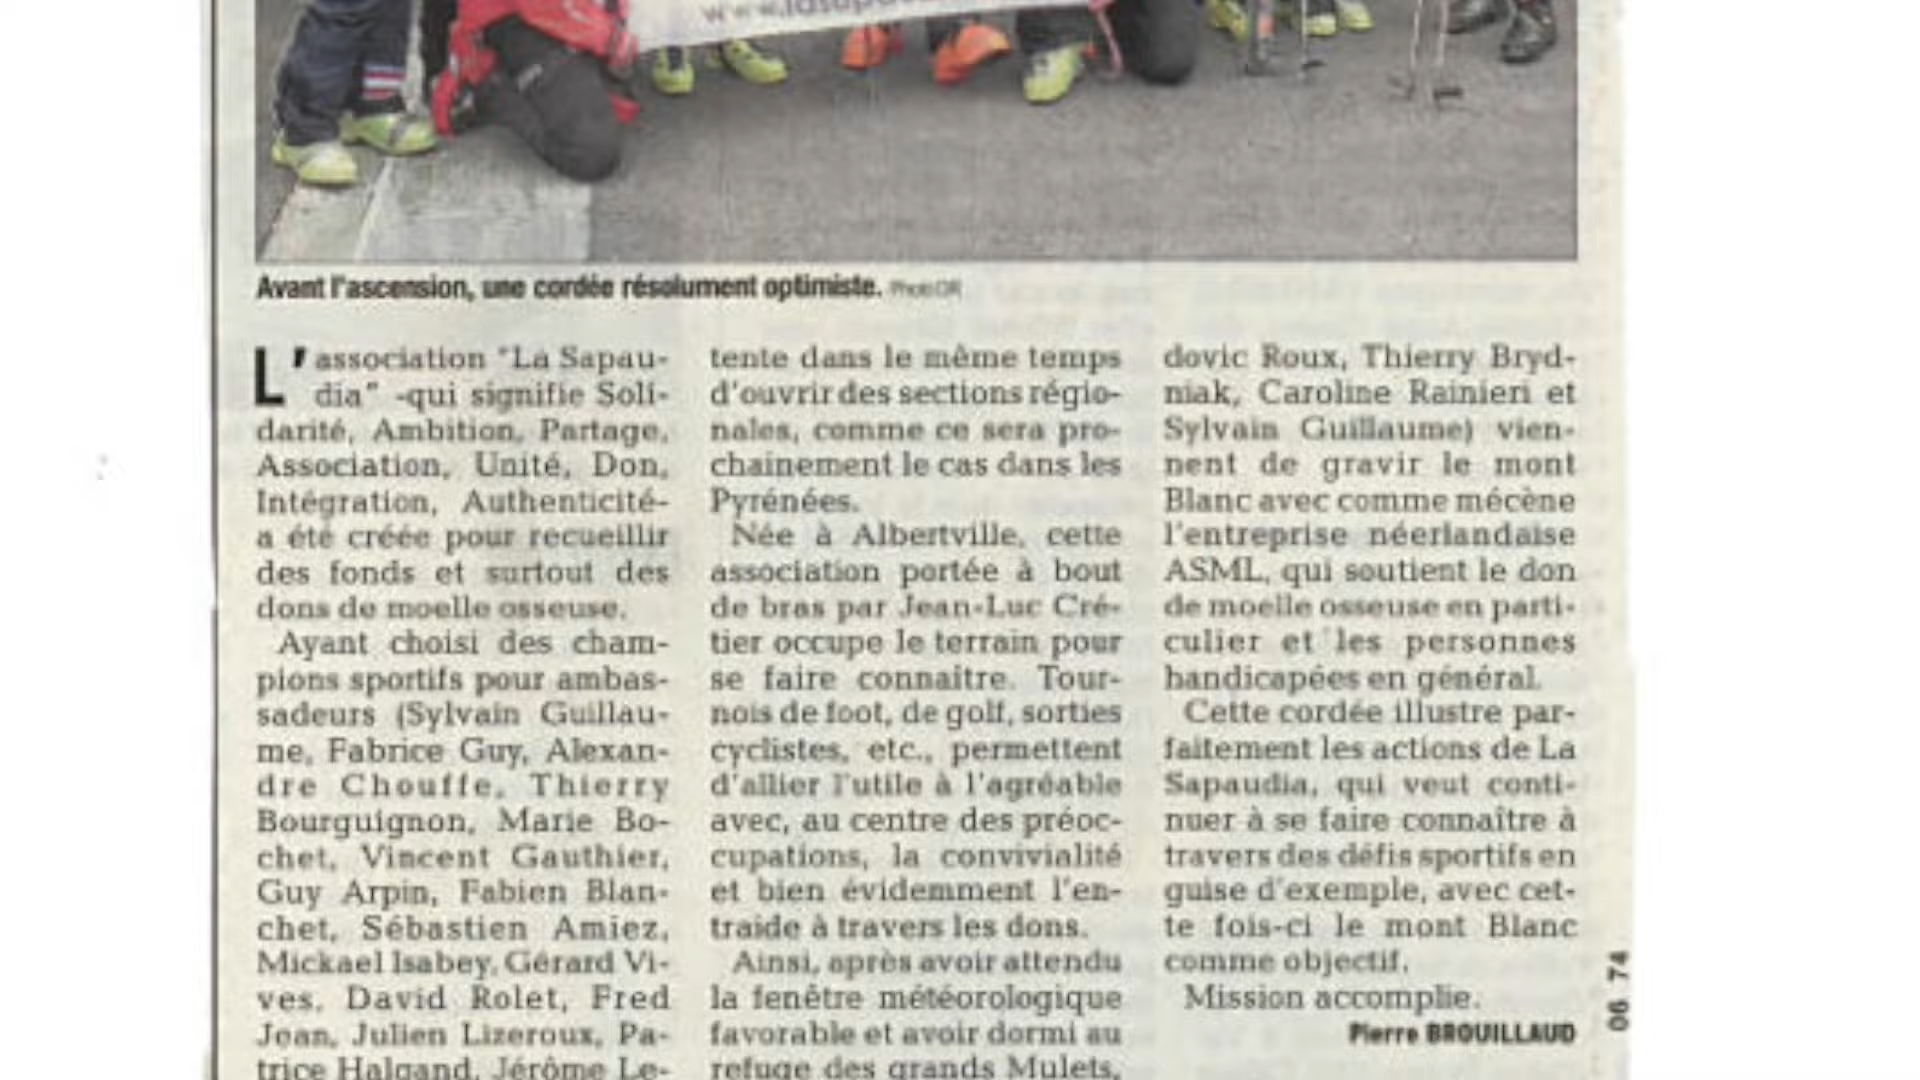 Avant l'ascension, une cordée résolument optimiste. Photo DR
L'association "La Sapau-
dia" -qui signifie Soli-
darité, Ambition, Partage,
Association, Unité, Don,
Intégration, Authenticité-
a été créée pour recueillir
des fonds et surtout des
dons de moelle osseuse.
Ayant choisi des cham-
pions sportifs pour ambas-
sadeurs (Sylvain Guillau-
me, Fabrice Guy, Alexan-
dre Chouffe, Thierry
Bourguignon, Marie Bo-
chet, Vincent Gauthier,
Guy Arpin, Fabien Blan-
chet, Sébastien Amiez,
Mickael Isabey, Gérard Vi-
ves, David Rolet, Fred
Jean, Julien Lizeroux, Pa-
trice Halgand, Jérôme Le-
tente dans le même temps
d'ouvrir des sections régio-
nales, comme ce sera pro-
chainement le cas dans les
Pyrénées.
Née à Albertville, cette
association portée à bout
de bras par Jean-Luc Cré-
tier occupe le terrain pour
se faire connaître. Tour-
nois de foot, de golf, sorties
cyclistes, etc., permettent
d'allier l'utile à l'agréable
avec, au centre des préoc-
cupations, la convivialité
et bien évidemment l'en-
traide à travers les dons.
Ainsi, après avoir attendu
la fenêtre météorologique
favorable et avoir dormi au
refuge des grands Mulets,
dovic Roux, Thierry Bryd-
niak, Caroline Rainieri et
Sylvain Guillaume) vien-
nent de gravir le mont
Blanc avec comme mécène
l'entreprise néerlandaise
ASML, qui soutient le don
de moelle osseuse en parti-
culier et les personnes
handicapées en général.
Cette cordée illustre par-
faitement les actions de La
Sapaudia, qui veut conti-
nuer à se faire connaître à
travers des défis sportifs en
guise d'exemple, avec cet-
te fois-ci le mont Blanc
comme objectif.
Mission accomplie.
Pierre BROUILLAUD
06 74